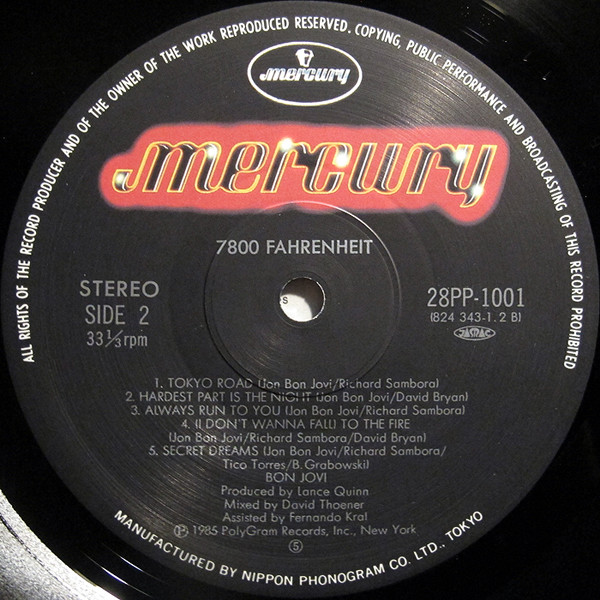 ALL RIGHTS OF THE RECORD PRODUCER AND OF THE OWNER OF THE WORK REPRODUCED RESERVED. COPYING, PUBLIC PERFORMANCE AND BROADCASTING OF THIS RECORD PROHIBITED
mercury
mercury
7800 FAHRENHEIT
STEREO
SIDE 2
33 1/3 rpm
28PP-1001
(824 343-1.2 B)
JASRAC
1. TOKYO ROAD (Jon Bon Jovi/Richard Sambora)
2. HARDEST PART IS THE NIGHT (Jon Bon Jovi/David Bryan)
3. ALWAYS RUN TO YOU (Jon Bon Jovi/Richard Sambora)
4. (I DON'T WANNA FALL) TO THE FIRE
(Jon Bon Jovi/Richard Sambora/David Bryan)
5. SECRET DREAMS (Jon Bon Jovi/Richard Sambora/
Tico Torres/B. Grabowski)
BON JOVI
Produced by Lance Quinn
Mixed by David Thoener
Assisted by Fernando Kral
Ⓟ 1985 PolyGram Records, Inc., New York
⑤
MANUFACTURED BY NIPPON PHONOGRAM CO. LTD., TOKYO